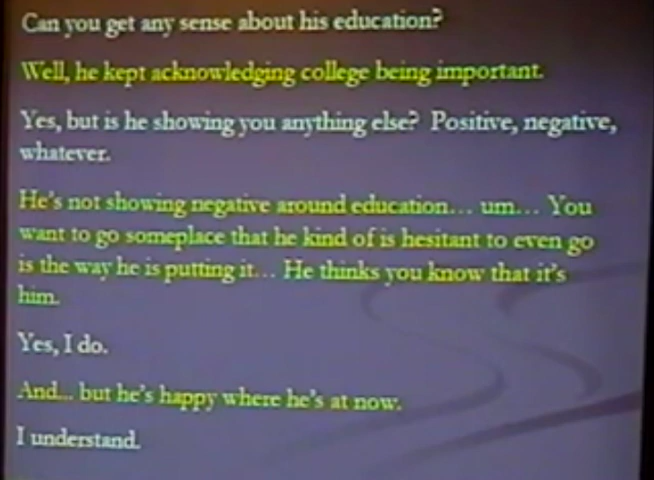 Can you get any sense about his education?
Well, he kept acknowledging college being important.
Yes, but is he showing you anything else? Positive, negative,
whatever.
He's not showing negative around education... um... You
want to go someplace that he kind of is hesitant to even go
is the way he is putting it... He thinks you know that it's
him.
Yes, I do.
And... but he's happy where he's at now.
I understand.